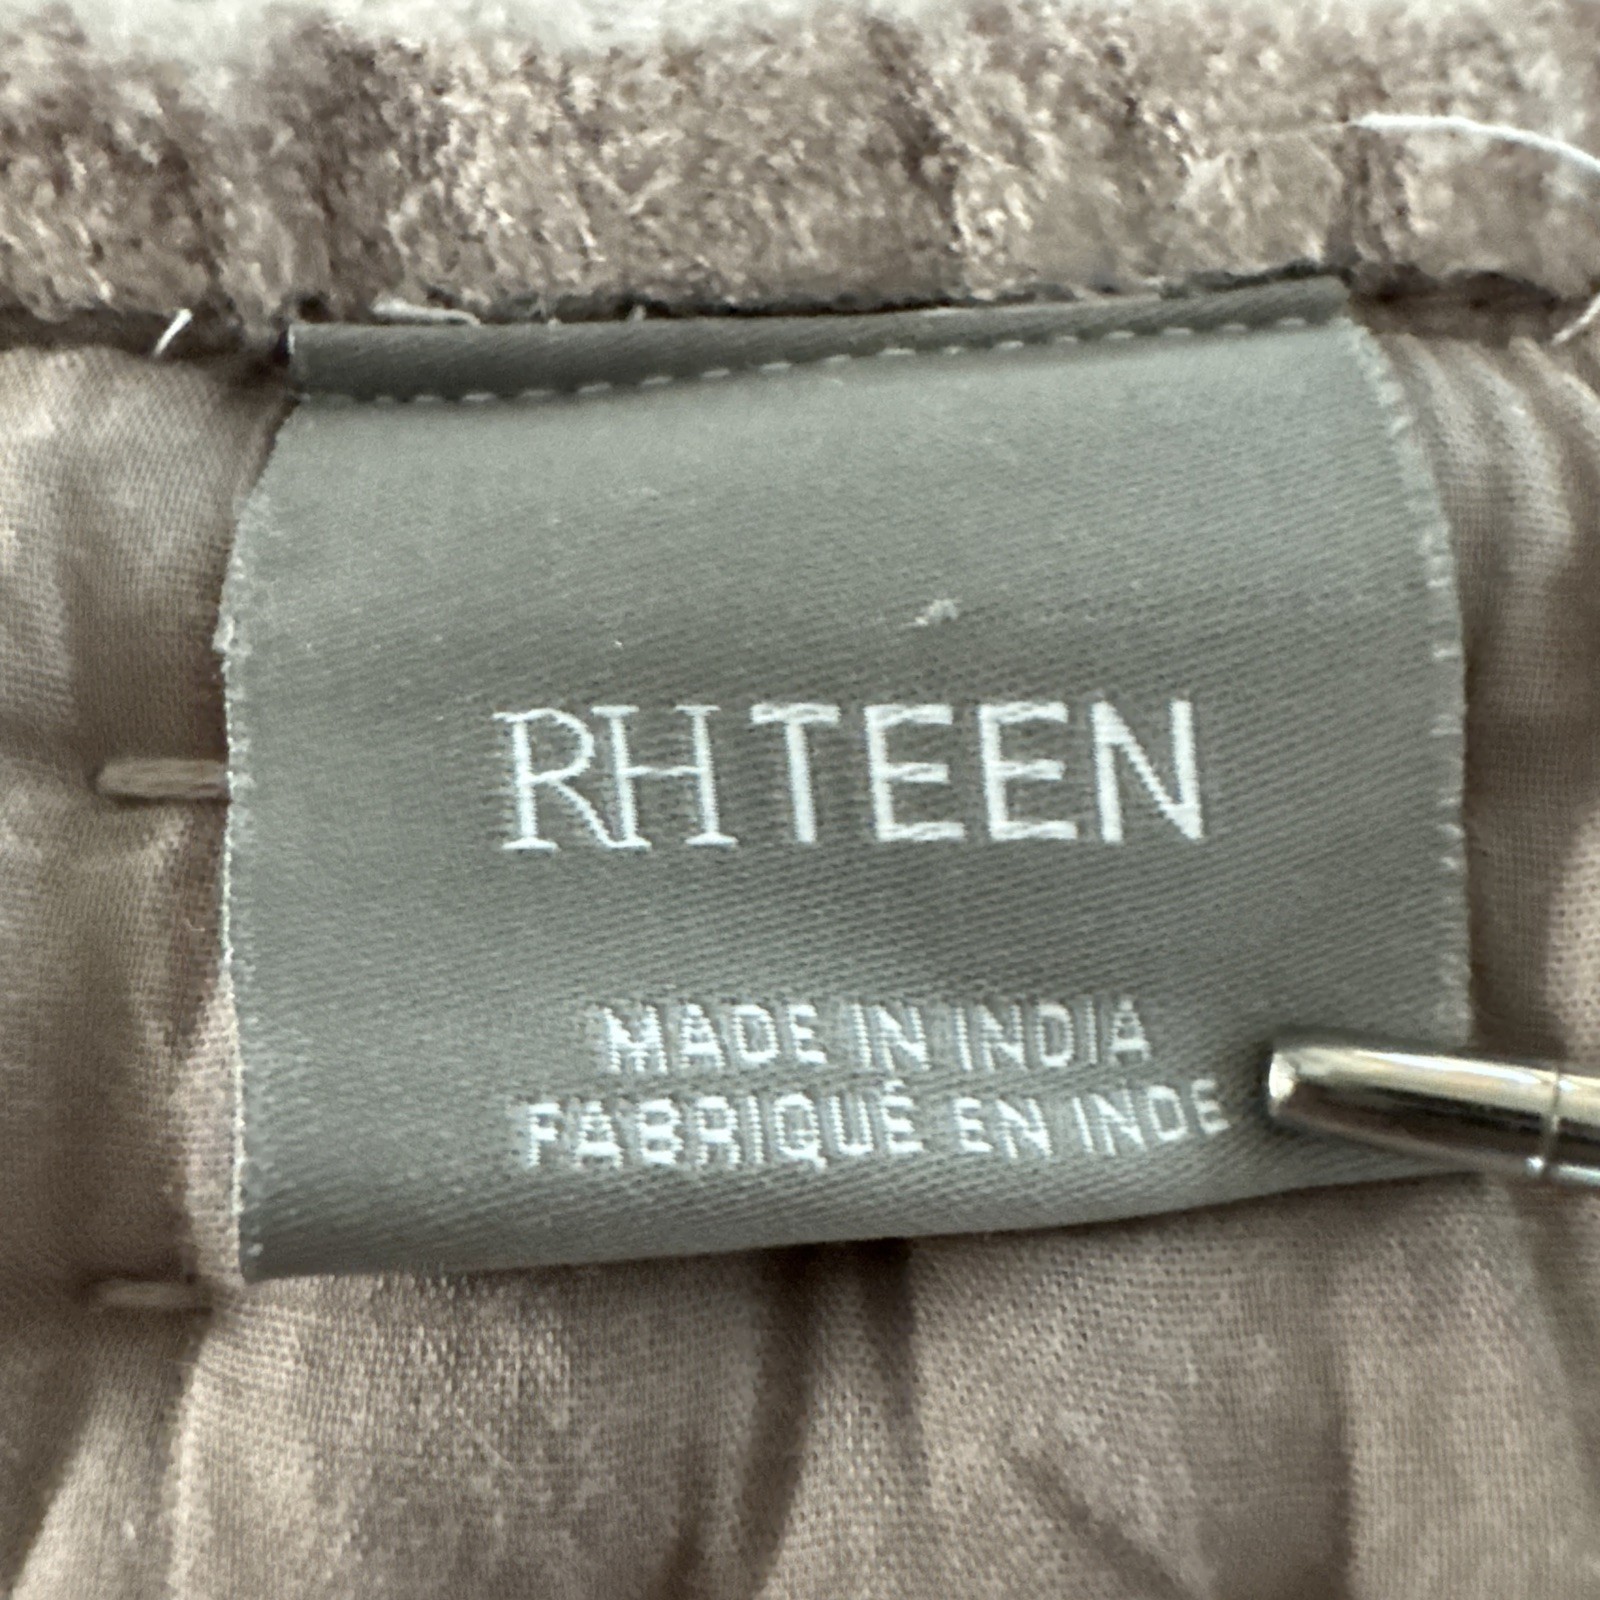 RH TEEN
MADE IN INDIA
FABRIQUÉ EN INDE